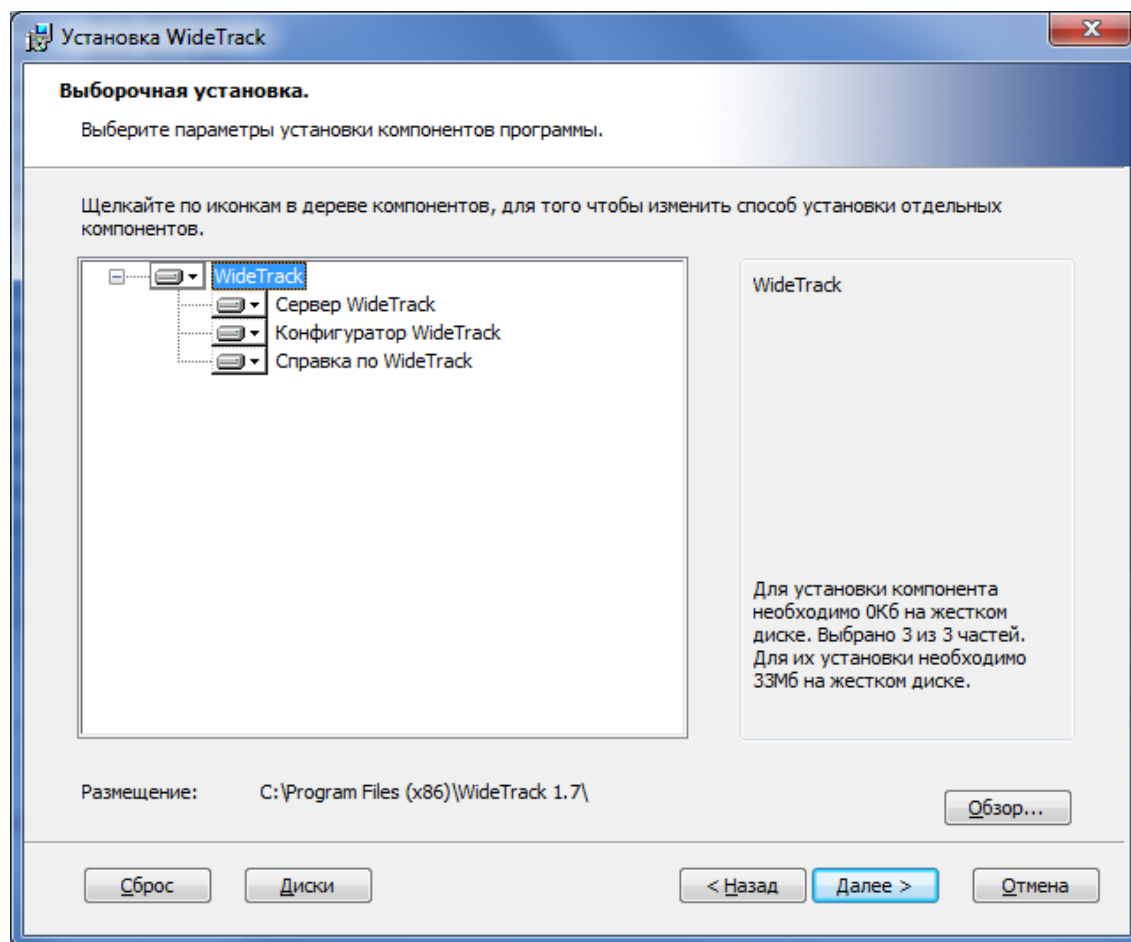 Установка WideTrack
Выборочная установка.
Выберите параметры установки компонентов программы.
Щелкайте по иконкам в дереве компонентов, для того чтобы изменить способ установки отдельных
компонентов.
WideTrack
Сервер WideTrack
Конфигуратор WideTrack
Справка по WideTrack
WideTrack
Для установки компонента
необходимо 0Кб на жестком
диске. Выбрано 3 из 3 частей.
Для их установки необходимо
33Мб на жестком диске.
Размещение: C:\Program Files (x86)\WideTrack 1.7\
Обзор...
Сброс
Диски
< Назад
Далее >
Отмена